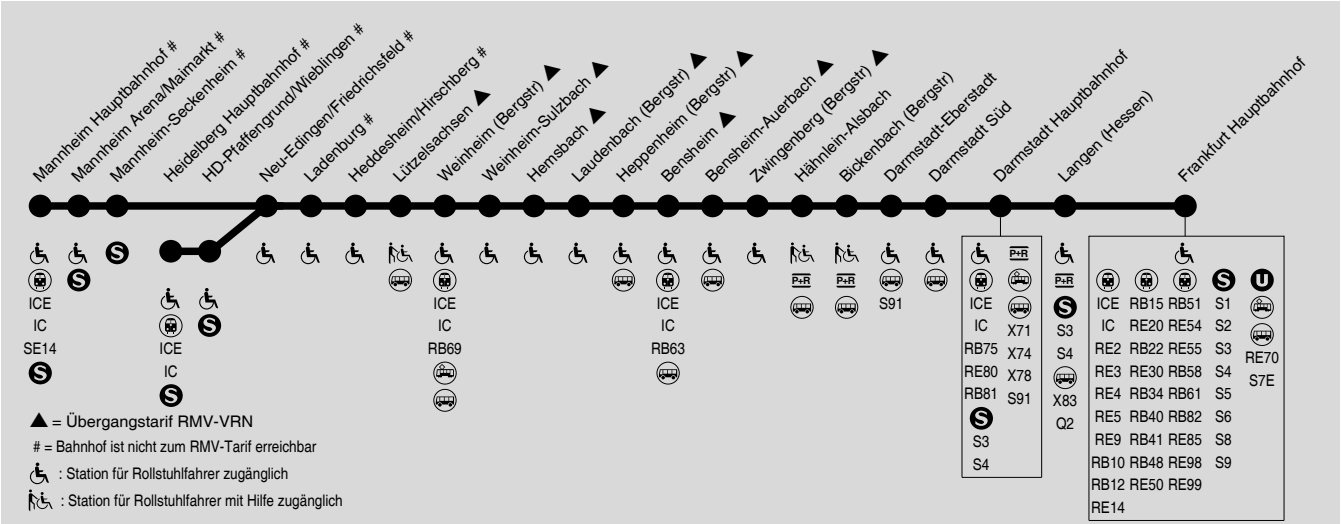 Mannheim Hauptbahnhof #
Mannheim Arena/Maimarkt #
Mannheim-Seckenheim #
Heidelberg Hauptbahnhof #
HD-Pfaffengrund/Wieblingen #
Neu-Edingen/Friedrichsfeld #
Ladenburg #
Heddesheim/Hirschberg #
Lützelsachsen ▲
Weinheim (Bergstr) ▲
Weinheim-Sulzbach ▲
Hemsbach ▲
Laudenbach (Bergstr) ▲
Heppenheim (Bergstr) ▲
Bensheim ▲
Bensheim-Auerbach ▲
Zwingenberg (Bergstr) ▲
Hähnlein-Alsbach
Bickenbach (Bergstr)
Darmstadt-Eberstadt
Darmstadt Süd
Darmstadt Hauptbahnhof
Langen (Hessen)
Frankfurt Hauptbahnhof
ICE
IC
SE14
S
S
S
ICE
IC
S
S
ICE
IC
RB69
ICE
IC
RB63
P+R
P+R
S91
ICE
IC
RB75
RE80
RB81
S
S3
S4
P+R
X71
X74
X78
S91
P+R
S
S3
S4
X83
Q2
ICE
IC
RE2
RE3
RE4
RE5
RE9
RB10
RB12
RE14
RB15
RE20
RB22
RE30
RB34
RB40
RB41
RB48
RE50
RB51
RE54
RE55
RB58
RB61
RB82
RE85
RE98
RE99
S
S1
S2
S3
S4
S5
S6
S8
S9
U
RE70
S7E
▲ = Übergangstarif RMV-VRN
# = Bahnhof ist nicht zum RMV-Tarif erreichbar
: Station für Rollstuhlfahrer zugänglich
: Station für Rollstuhlfahrer mit Hilfe zugänglich